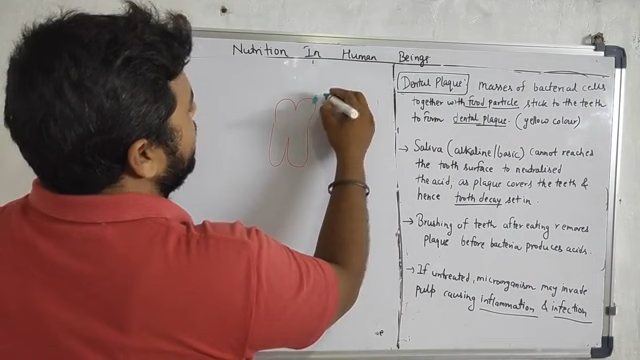 Nutrition In Human Beings
Dental Plaque: masses of bacterial cells
together with food particle stick to the teeth
to form dental plaque. (yellow colour)
→ Saliva (alkaline/basic) cannot reaches
the tooth surface to neutralised
the acid, as plaque covers the teeth &
hence tooth decay set in.
→ Brushing of teeth after eating removes
plaque before bacteria produces acids.
→ If untreated, microorganism may invade
pulp causing inflammation & infection